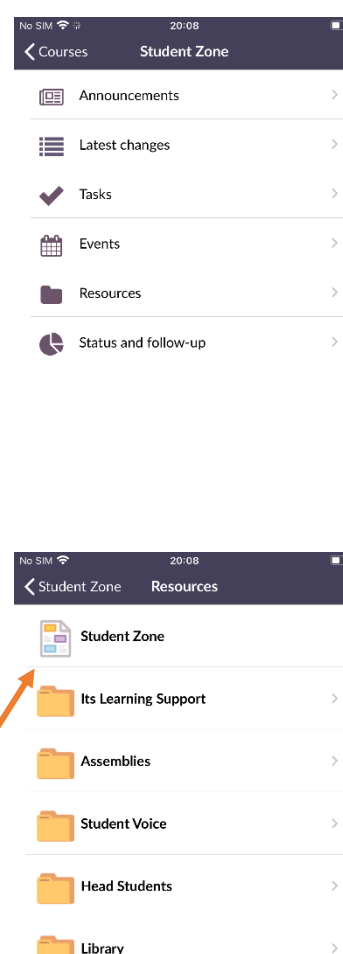 No SIM 20:08
Courses Student Zone
Announcements
Latest changes
Tasks
Events
Resources
Status and follow-up
No SIM 20:08
Student Zone Resources
Student Zone
Its Learning Support
Assemblies
Student Voice
Head Students
Library